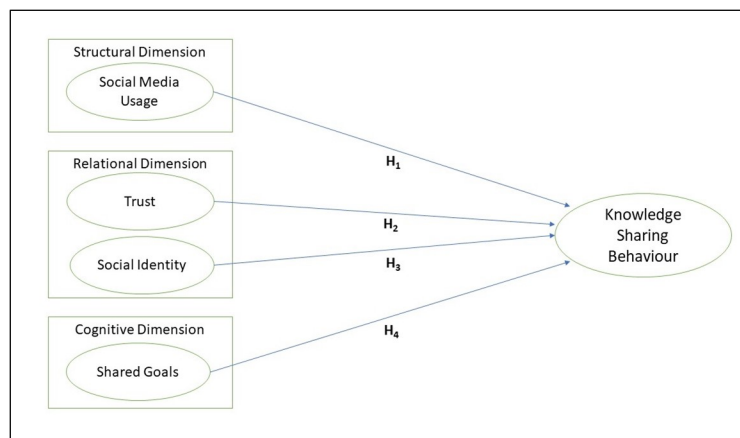 Structural Dimension
Social Media
Usage
Relational Dimension
Trust
Social Identity
Cognitive Dimension
Shared Goals
H1
H2
H3
H4
Knowledge
Sharing
Behaviour